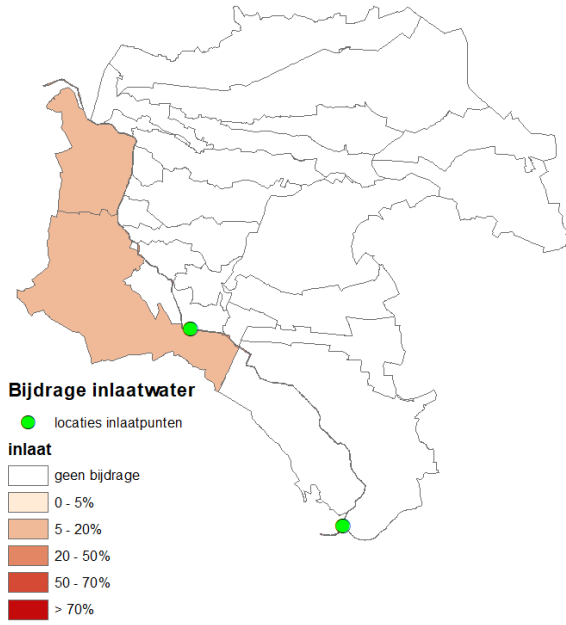 Bijdrage inlaatwater
locaties inlaatpunten
inlaat
geen bijdrage
0 - 5%
5 - 20%
20 - 50%
50 - 70%
> 70%